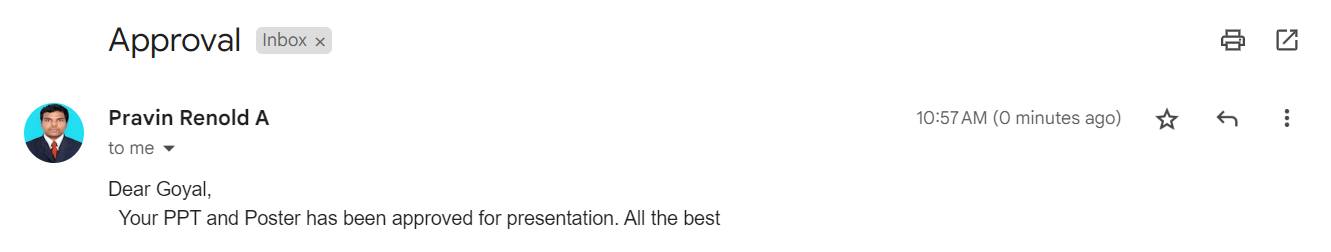 Approval Inbox ×
Pravin Renold A 10:57 AM (0 minutes ago)
to me
Dear Goyal,
Your PPT and Poster has been approved for presentation. All the best